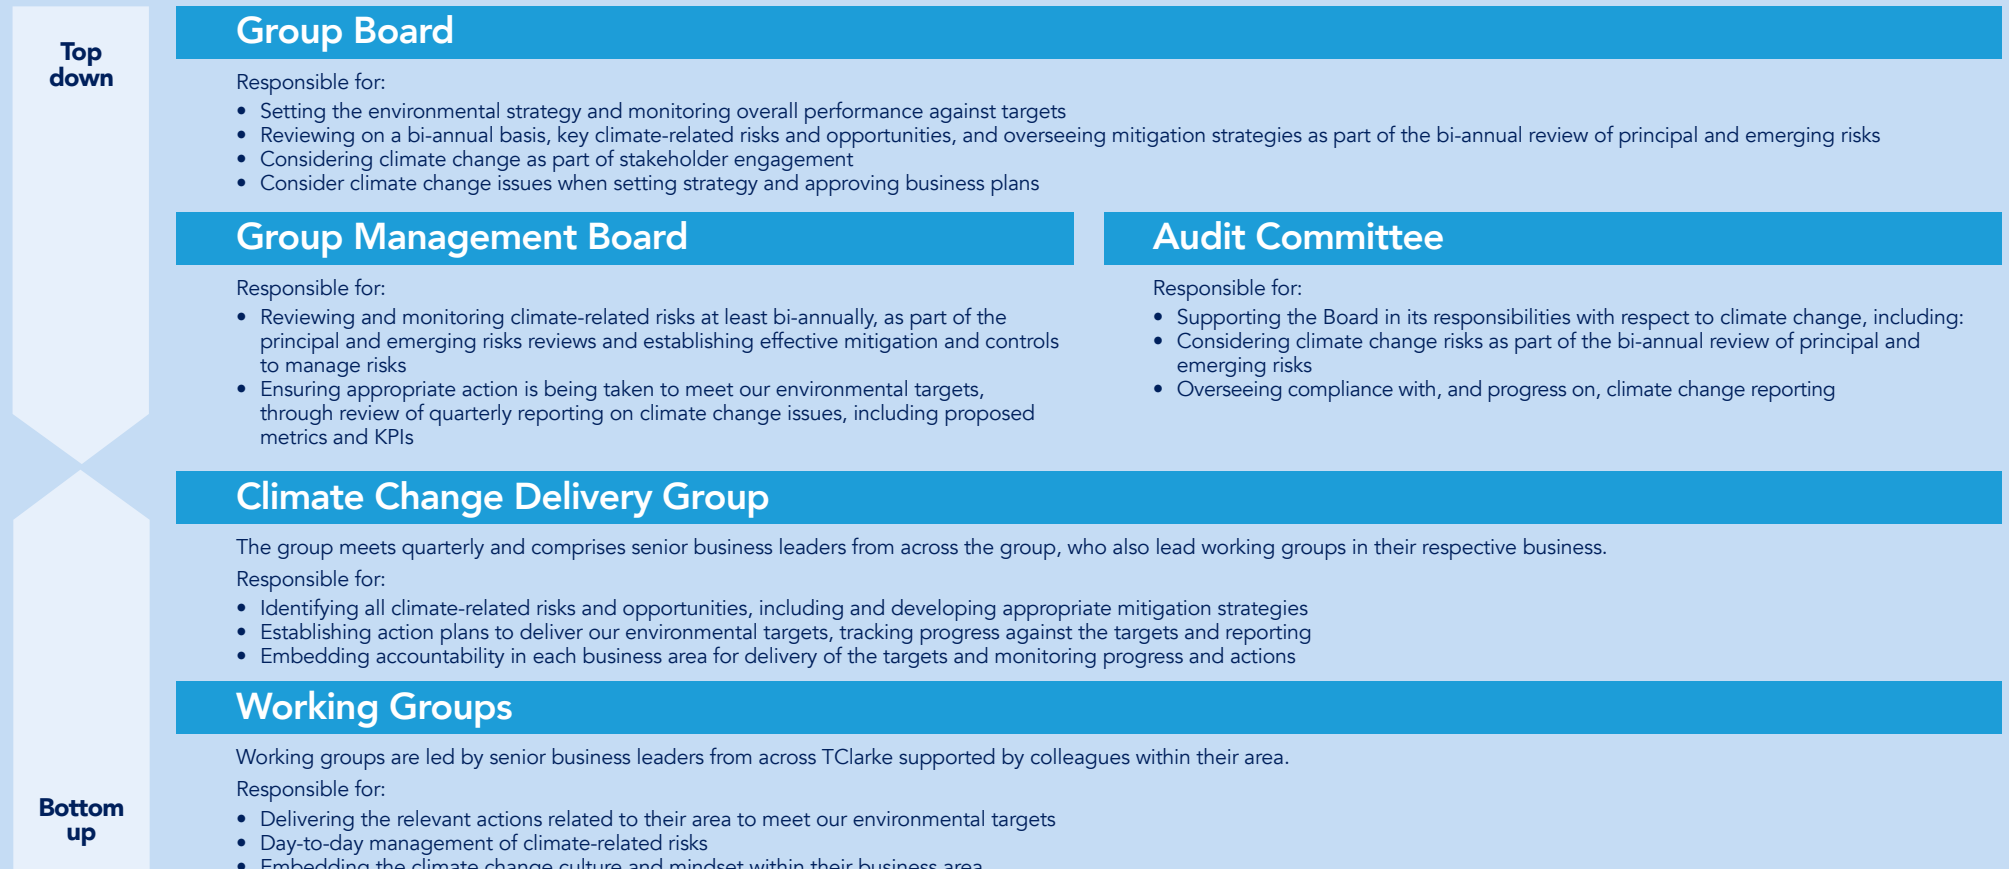 Top
down
Group Board
Responsible for:
• Setting the environmental strategy and monitoring overall performance against targets
• Reviewing on a bi-annual basis, key climate-related risks and opportunities, and overseeing mitigation strategies as part of the bi-annual review of principal and emerging risks
• Considering climate change as part of stakeholder engagement
• Consider climate change issues when setting strategy and approving business plans
Group Management Board
Responsible for:
• Reviewing and monitoring climate-related risks at least bi-annually, as part of the
principal and emerging risks reviews and establishing effective mitigation and controls
to manage risks
• Ensuring appropriate action is being taken to meet our environmental targets,
through review of quarterly reporting on climate change issues, including proposed
metrics and KPIs
Audit Committee
Responsible for:
• Supporting the Board in its responsibilities with respect to climate change, including:
• Considering climate change risks as part of the bi-annual review of principal and
emerging risks
• Overseeing compliance with, and progress on, climate change reporting
Climate Change Delivery Group
The group meets quarterly and comprises senior business leaders from across the group, who also lead working groups in their respective business.
Responsible for:
• Identifying all climate-related risks and opportunities, including and developing appropriate mitigation strategies
• Establishing action plans to deliver our environmental targets, tracking progress against the targets and reporting
• Embedding accountability in each business area for delivery of the targets and monitoring progress and actions
Working Groups
Working groups are led by senior business leaders from across TClarke supported by colleagues within their area.
Responsible for:
• Delivering the relevant actions related to their area to meet our environmental targets
• Day-to-day management of climate-related risks
• Embedding the climate change culture and mindset within their business area
Bottom
up